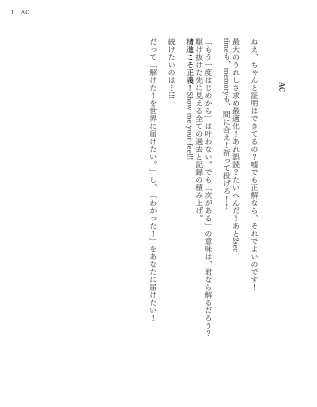 1 AC
AC
ねえ、ちゃんと証明はできてるの？嘘でも正解なら、それでよいのです！
最大のうれしさ求め最適化！あれ誤読？たいへんだ！あと2sec
timeも、memoryも、間に合え！祈って投げろ！！
「もう一度はじめから」は叶わない。でも「次がある」の意味は、君なら解るだろう？
駆け抜けた先に見える全ての過去と記録の積み上げ。
精進こそ正義！Show me your feel!!!
続けたいのは…!!!
だって「解けた！を世界に届けたい。」し、「わかった！」をあなたに届けたい！